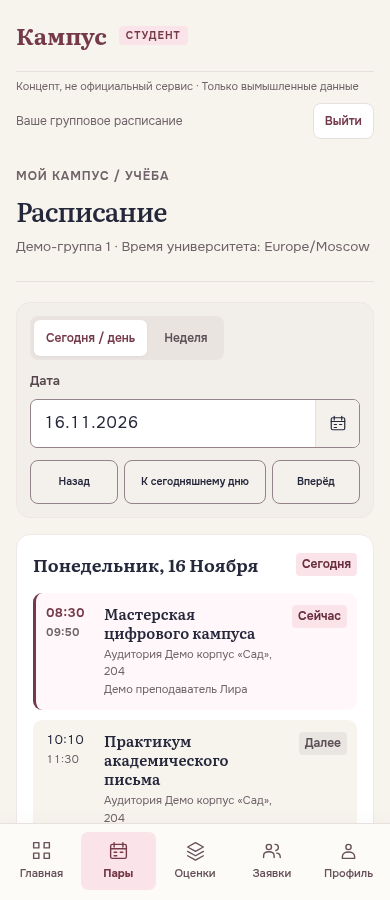 Кампус
СТУДЕНТ
Концепт, не официальный сервис · Только вымышленные данные
Ваше групповое расписание
Выйти
МОЙ КАМПУС / УЧЁБА
Расписание
Демо-группа 1 · Время университета: Europe/Moscow
Сегодня / день
Неделя
Дата
16.11.2026
Назад
К сегодняшнему дню
Вперёд
Понедельник, 16 Ноября
Сегодня
08:30
09:50
Мастерская
цифрового кампуса
Аудитория Демо корпус «Сад»,
204
Демо преподаватель Лира
Сейчас
10:10
11:30
Практикум
академического
письма
Аудитория Демо корпус «Сад»,
204
Далее
Главная
Пары
Оценки
Заявки
Профиль